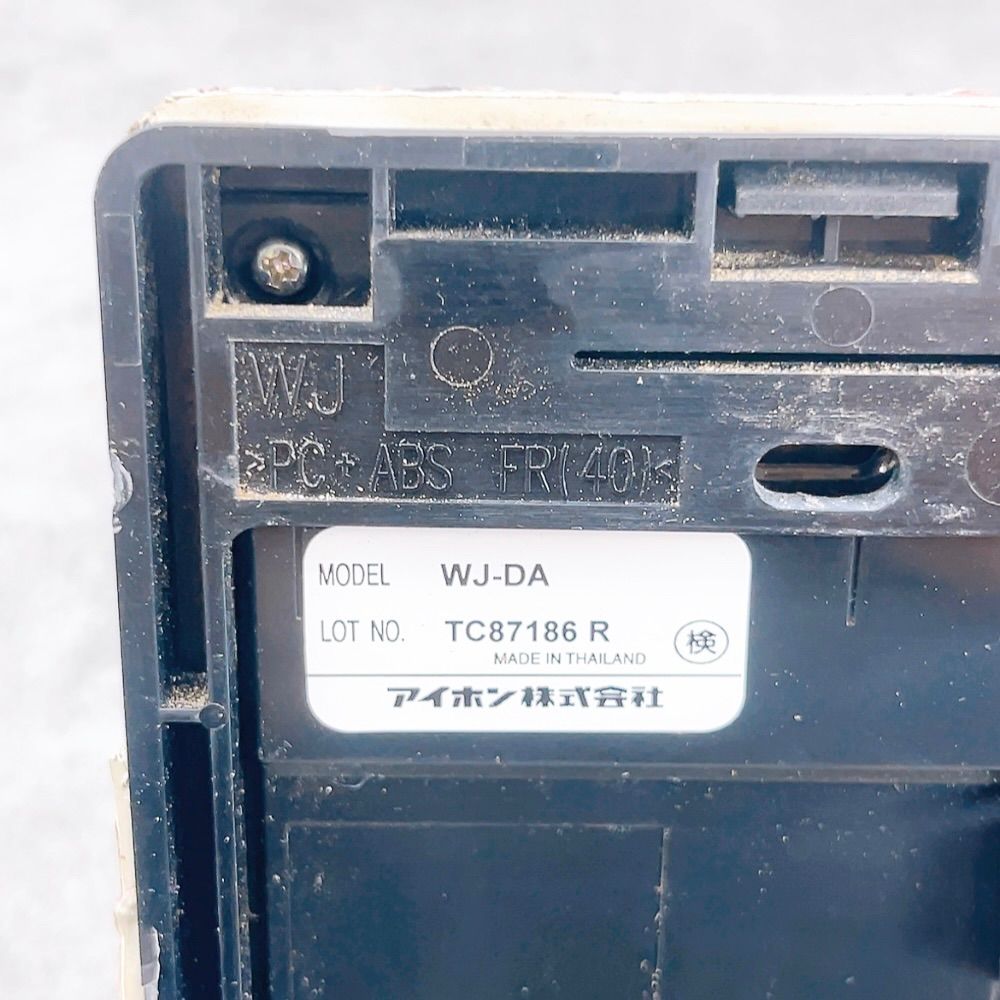 WJ
>PC+ABS FR(40)<
MODEL WJ-DA
LOT NO. TC87186 R
MADE IN THAILAND
検
アイホン株式会社